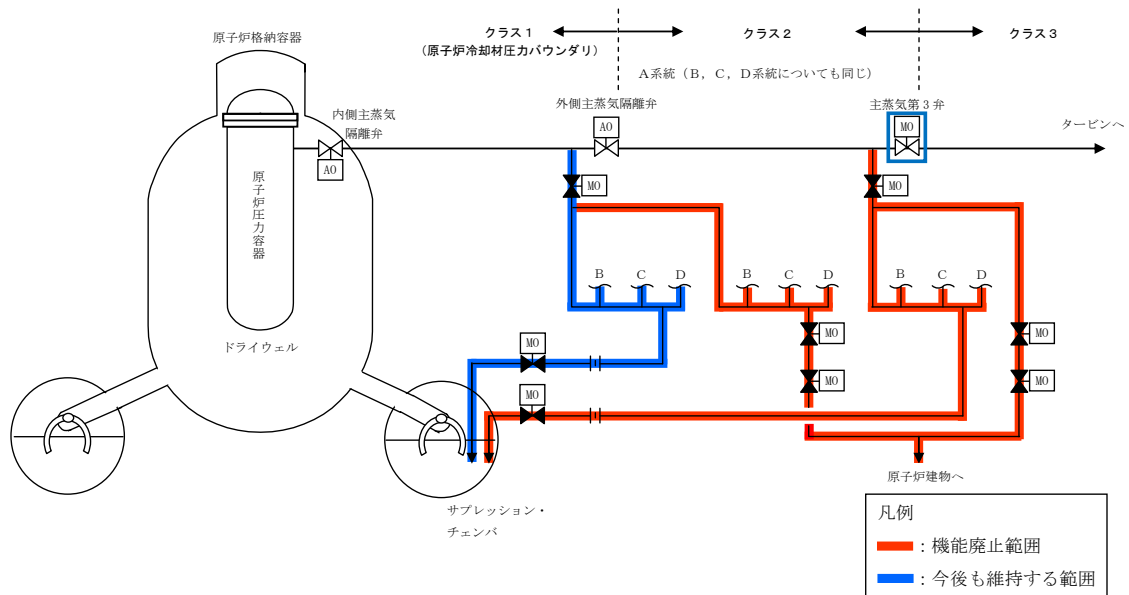 クラス１
（原子炉冷却材圧力バウンダリ）
クラス２
クラス３
原子炉格納容器
A系統（B，C，D系統についても同じ）
内側主蒸気
隔離弁
外側主蒸気隔離弁
主蒸気第３弁
タービンへ
AO
AO
MO
原子炉圧力容器
MO
MO
B
C
D
B
C
D
B
C
D
MO
MO
MO
ドライウェル
MO
MO
MO
原子炉建物へ
サプレッション・
チェンバ
凡例
：機能廃止範囲
：今後も維持する範囲